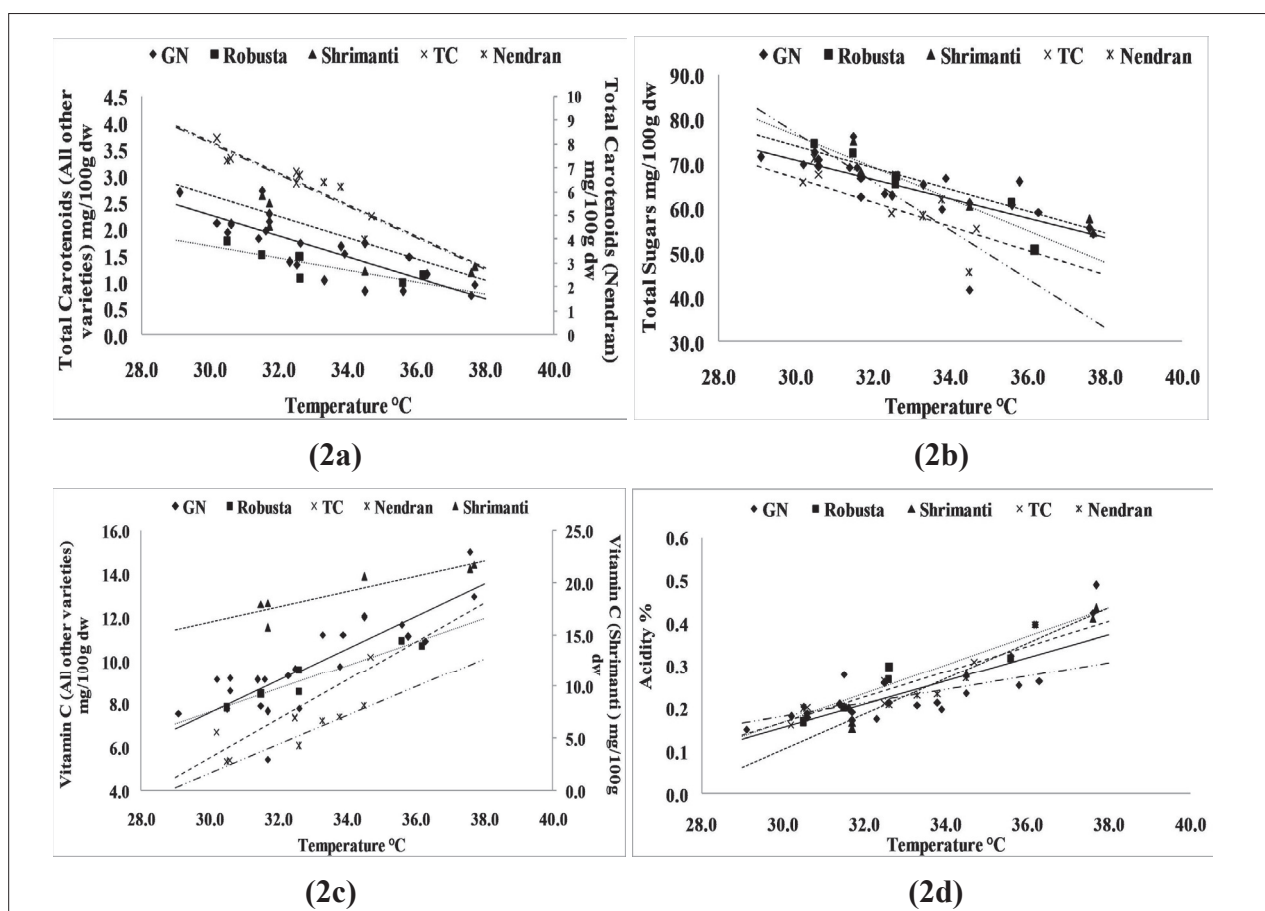 GN Robusta Shrimanti TC Nendran
Total Carotenoids (All other
varieties) mg/100g dw
4.5
4.0
3.5
3.0
2.5
2.0
1.5
1.0
0.5
0.0
10
9
8
7
6
5
4
3
2
1
0
Total Carotenoids (Nendran)
mg/100g dw
28.0 30.0 32.0 34.0 36.0 38.0 40.0
Temperature °C
(2a)
GN Robusta Shrimanti TC Nendran
Total Sugars mg/100g dw
90.0
80.0
70.0
60.0
50.0
40.0
30.0
28.0 30.0 32.0 34.0 36.0 38.0 40.0
Temperature °C
(2b)
GN Robusta TC Nendran Shrimanti
Vitamin C (All other varieties)
mg/100g dw
16.0
14.0
12.0
10.0
8.0
6.0
4.0
25.0
20.0
15.0
10.0
5.0
0.0
Vitamin C (Shrimanti ) mg/100g
dw
28.0 30.0 32.0 34.0 36.0 38.0 40.0
Temperature °C
(2c)
GN Robusta Shrimanti TC Nendran
Acidity %
0.6
0.5
0.4
0.3
0.2
0.1
0.0
28.0 30.0 32.0 34.0 36.0 38.0 40.0
Temperature °C
(2d)